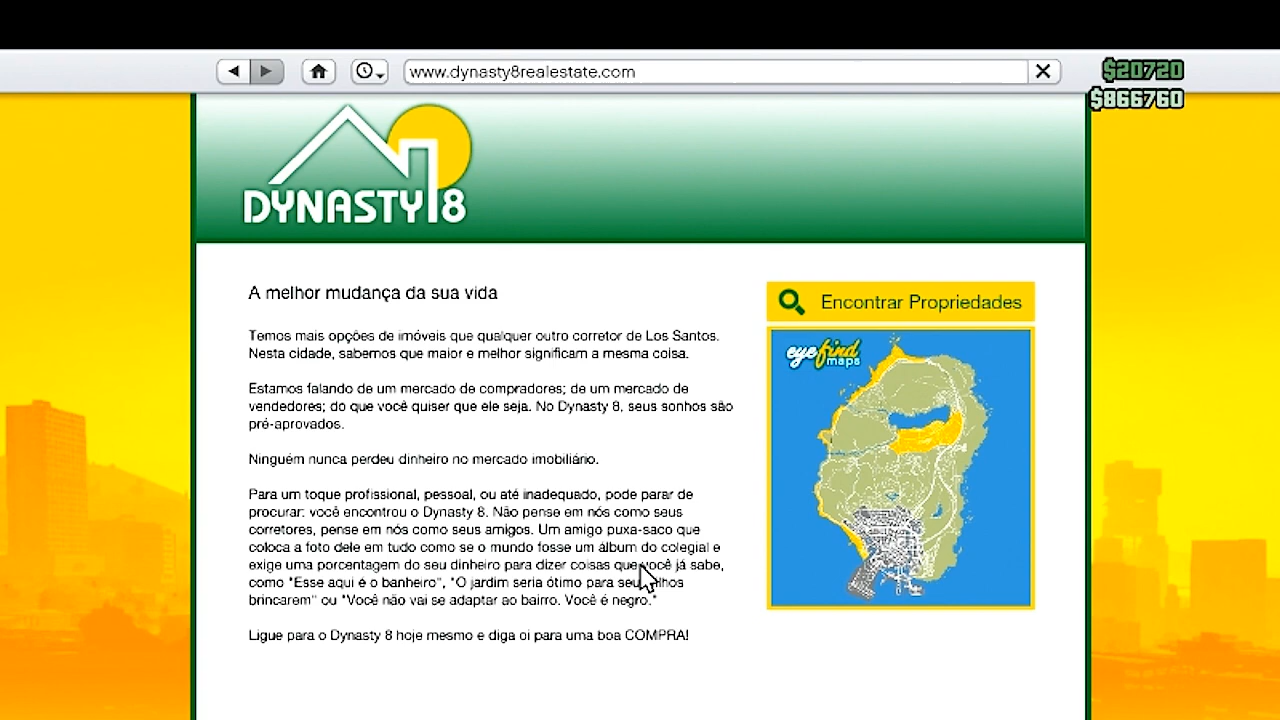 www.dynasty8realestate.com
$20720
$866760
DYNASTY 8
A melhor mudança da sua vida
Encontrar Propriedades
eyefind
maps
Temos mais opções de imóveis que qualquer outro corretor de Los Santos.
Nesta cidade, sabemos que maior e melhor significam a mesma coisa.
Estamos falando de um mercado de compradores; de um mercado de
vendedores; do que você quiser que ele seja. No Dynasty 8, seus sonhos são
pré-aprovados.
Ninguém nunca perdeu dinheiro no mercado imobiliário.
Para um toque profissional, pessoal, ou até inadequado, pode parar de
procurar: você encontrou o Dynasty 8. Não pense em nós como seus
corretores, pense em nós como seus amigos. Um amigo puxa-saco que
coloca a foto dele em tudo como se o mundo fosse um álbum do colegial e
exige uma porcentagem do seu dinheiro para dizer coisas que você já sabe,
como "Esse aqui é o banheiro", "O jardim seria ótimo para seus filhos
brincarem" ou "Você não vai se adaptar ao bairro. Você é negro."
Ligue para o Dynasty 8 hoje mesmo e diga oi para uma boa COMPRA!